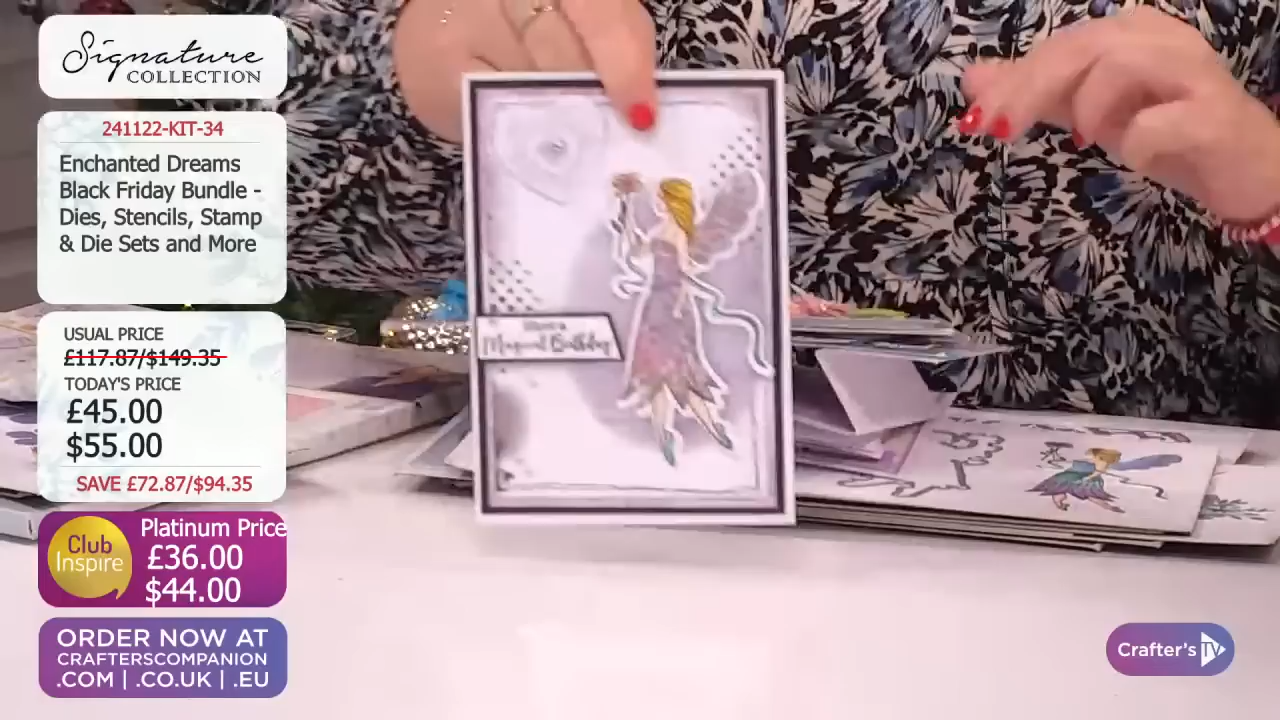 Signature
COLLECTION
241122-KIT-34
Enchanted Dreams
Black Friday Bundle -
Dies, Stencils, Stamp
& Die Sets and More
USUAL PRICE
£117.87/$149.35
TODAY'S PRICE
£45.00
$55.00
SAVE £72.87/$94.35
Club
Inspire
Platinum Price
£36.00
$44.00
ORDER NOW AT
CRAFTERSCOMPANION
.COM | .CO.UK | .EU
Magical Birthday
Crafter's TV